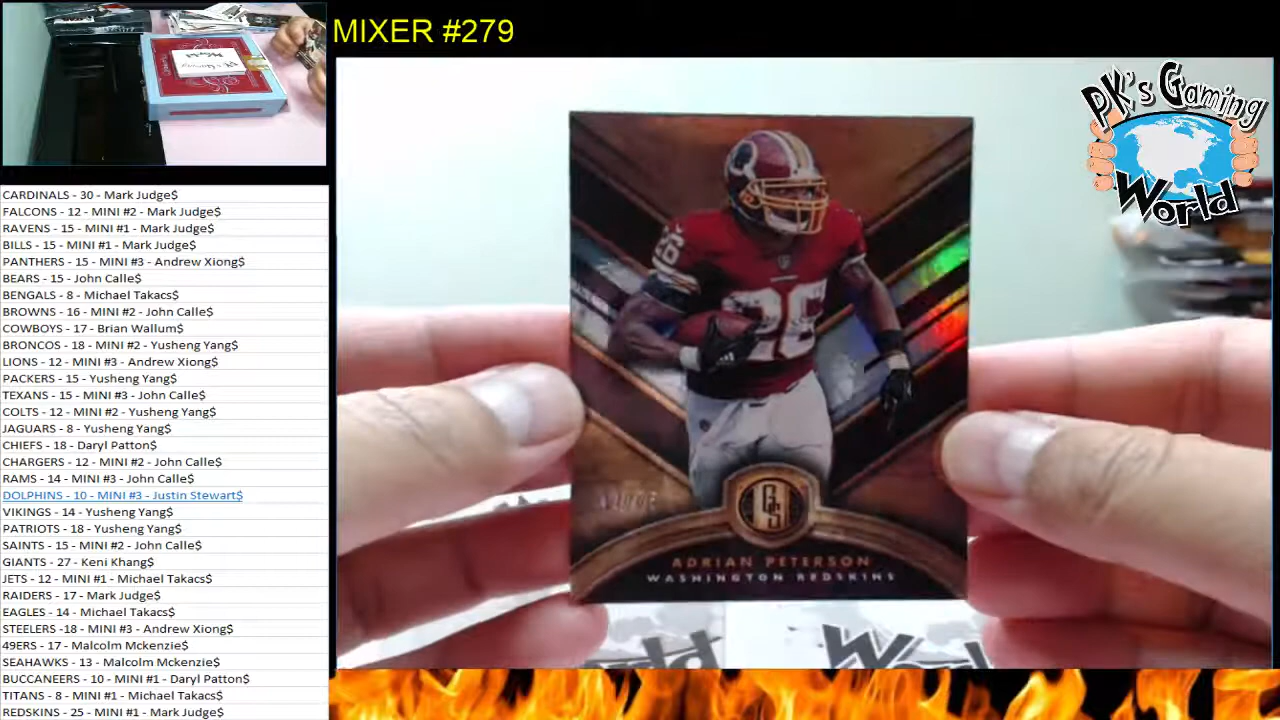 MIXER #279
PK's Gaming
World
CARDINALS - 30 - Mark Judge$
FALCONS - 12 - MINI #2 - Mark Judge$
RAVENS - 15 - MINI #1 - Mark Judge$
BILLS - 15 - MINI #1 - Mark Judge$
PANTHERS - 15 - MINI #3 - Andrew Xiong$
BEARS - 15 - John Calle$
BENGALS - 8 - Michael Takacs$
BROWNS - 16 - MINI #2 - John Calle$
COWBOYS - 17 - Brian Wallum$
BRONCOS - 18 - MINI #2 - Yusheng Yang$
LIONS - 12 - MINI #3 - Andrew Xiong$
PACKERS - 15 - Yusheng Yang$
TEXANS - 15 - MINI #3 - John Calle$
COLTS - 12 - MINI #2 - Yusheng Yang$
JAGUARS - 8 - Yusheng Yang$
CHIEFS - 18 - Daryl Patton$
CHARGERS - 12 - MINI #2 - John Calle$
RAMS - 14 - MINI #3 - John Calle$
DOLPHINS - 10 - MINI #3 - Justin Stewart$
VIKINGS - 14 - Yusheng Yang$
PATRIOTS - 18 - Yusheng Yang$
SAINTS - 15 - MINI #2 - John Calle$
GIANTS - 27 - Keni Khang$
JETS - 12 - MINI #1 - Michael Takacs$
RAIDERS - 17 - Mark Judge$
EAGLES - 14 - Michael Takacs$
STEELERS -18 - MINI #3 - Andrew Xiong$
49ERS - 17 - Malcolm Mckenzie$
SEAHAWKS - 13 - Malcolm Mckenzie$
BUCCANEERS - 10 - MINI #1 - Daryl Patton$
TITANS - 8 - MINI #1 - Michael Takacs$
REDSKINS - 25 - MINI #1 - Mark Judge$
26
26
GS
ADRIAN PETERSON
WASHINGTON REDSKINS
World